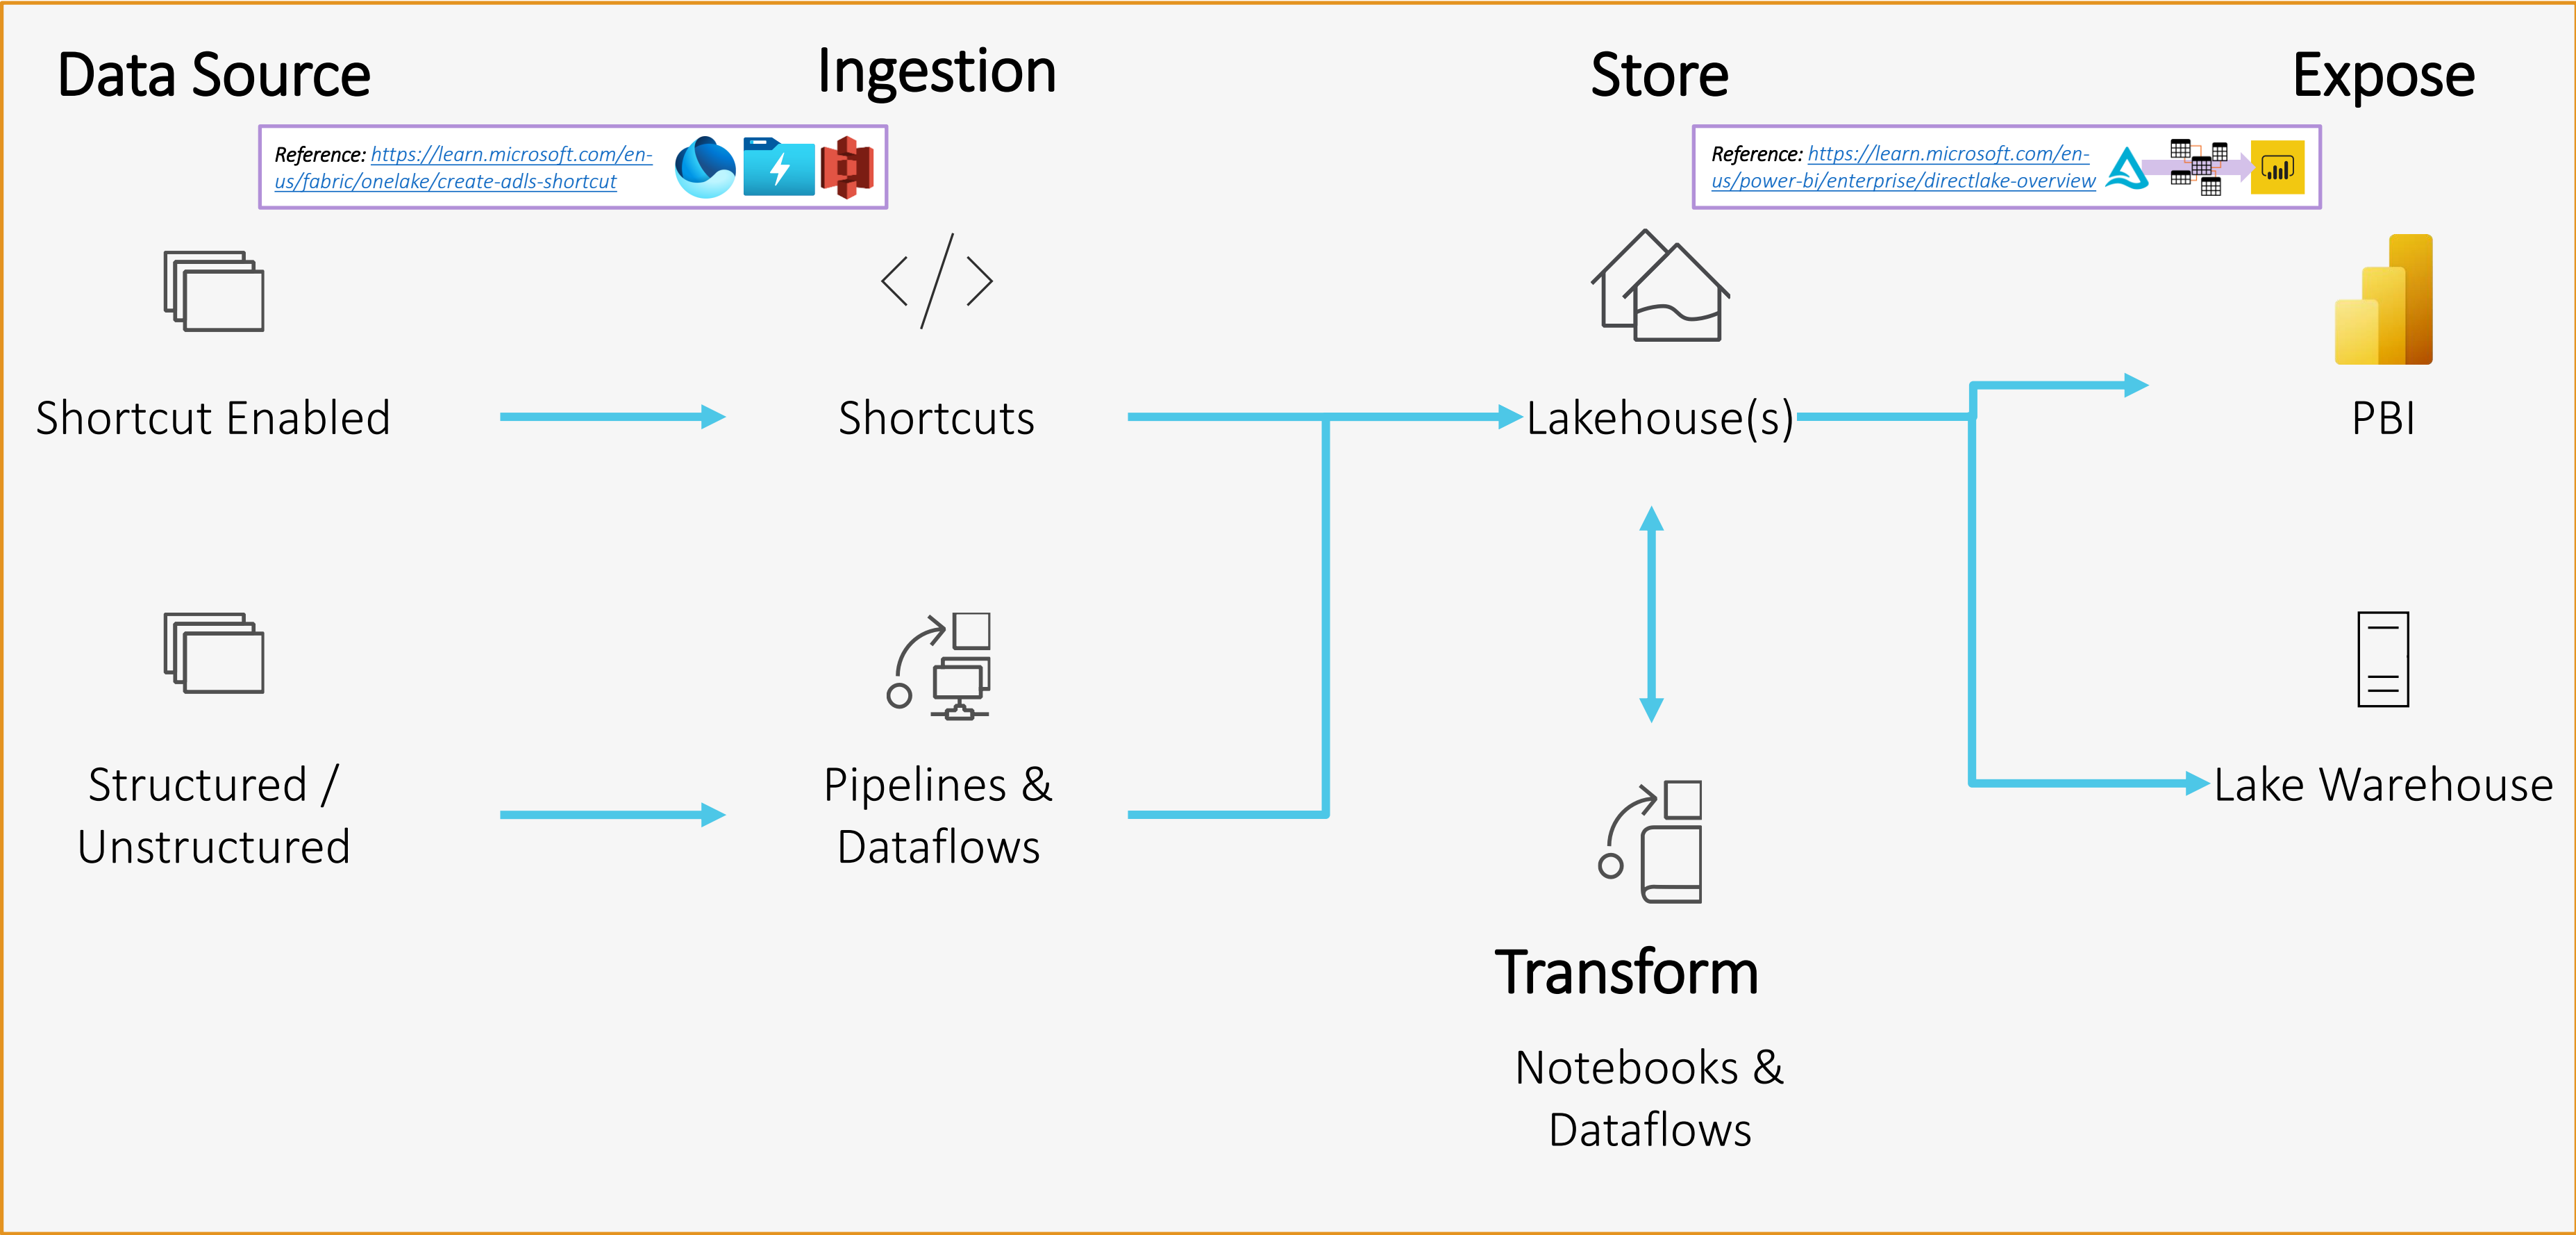 Data Source
Ingestion
Store
Expose
Reference: https://learn.microsoft.com/en-
us/fabric/onelake/create-adls-shortcut
Reference: https://learn.microsoft.com/en-
us/power-bi/enterprise/directlake-overview
Shortcut Enabled
Shortcuts
Lakehouse(s)
PBI
Structured /
Unstructured
Pipelines &
Dataflows
Lake Warehouse
Transform
Notebooks &
Dataflows